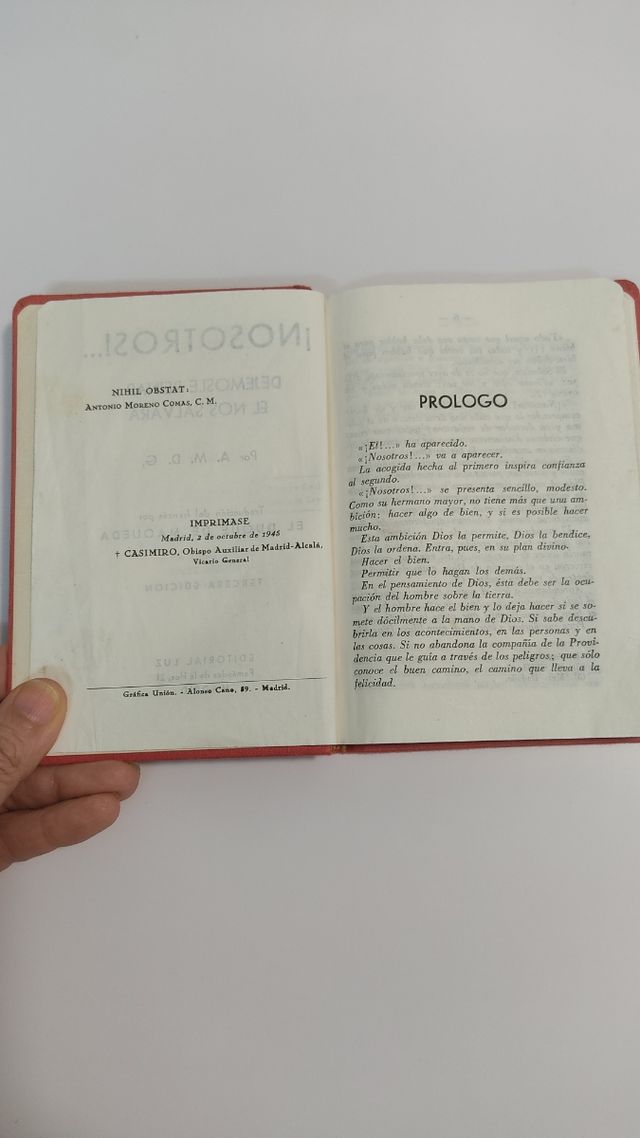 NIHIL OBSTAT:
Antonio Moreno Comas, C. M.
IMPRIMASE
Madrid, 2 de octubre de 1945
† CASIMIRO, Obispo Auxiliar de Madrid-Alcalá,
Vicario General
Gráfica Unión. - Alonso Cano, 89. - Madrid.
PROLOGO
«¡El!...» ha aparecido.
«¡Nosotros!...» va a aparecer.
La acogida hecha al primero inspira confianza
al segundo.
«¡Nosotros!...» se presenta sencillo, modesto.
Como su hermano mayor, no tiene más que una am-
bición: hacer algo de bien, y si es posible hacer
mucho.
Esta ambición Dios la permite, Dios la bendice,
Dios la ordena. Entra, pues, en su plan divino.
Hacer el bien.
Permitir que lo hagan los demás.
En el pensamiento de Dios, ésta debe ser la ocu-
pación del hombre sobre la tierra.
Y el hombre hace el bien y lo deja hacer si se so-
mete dócilmente a la mano de Dios. Si sabe descu-
brirla en los acontecimientos, en las personas y en
las cosas. Si no abandona la compañía de la Provi-
dencia que le guía a través de los peligros; que sólo
conoce el buen camino, el camino que lleva a la
felicidad.